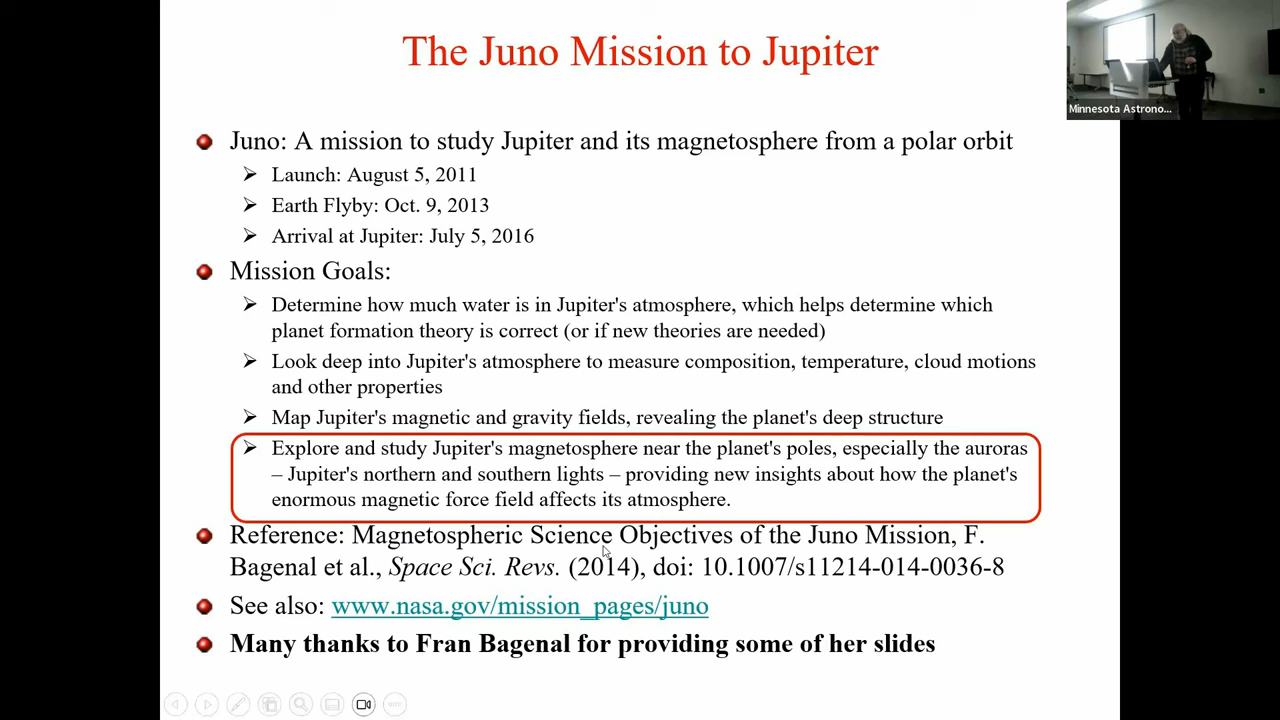 The Juno Mission to Jupiter
Minnesota Astrono...
Juno: A mission to study Jupiter and its magnetosphere from a polar orbit
Launch: August 5, 2011
Earth Flyby: Oct. 9, 2013
Arrival at Jupiter: July 5, 2016
Mission Goals:
Determine how much water is in Jupiter's atmosphere, which helps determine which
planet formation theory is correct (or if new theories are needed)
Look deep into Jupiter's atmosphere to measure composition, temperature, cloud motions
and other properties
Map Jupiter's magnetic and gravity fields, revealing the planet's deep structure
Explore and study Jupiter's magnetosphere near the planet's poles, especially the auroras
– Jupiter's northern and southern lights – providing new insights about how the planet's
enormous magnetic force field affects its atmosphere.
Reference: Magnetospheric Science Objectives of the Juno Mission, F.
Bagenal et al., Space Sci. Revs. (2014), doi: 10.1007/s11214-014-0036-8
See also: www.nasa.gov/mission_pages/juno
Many thanks to Fran Bagenal for providing some of her slides